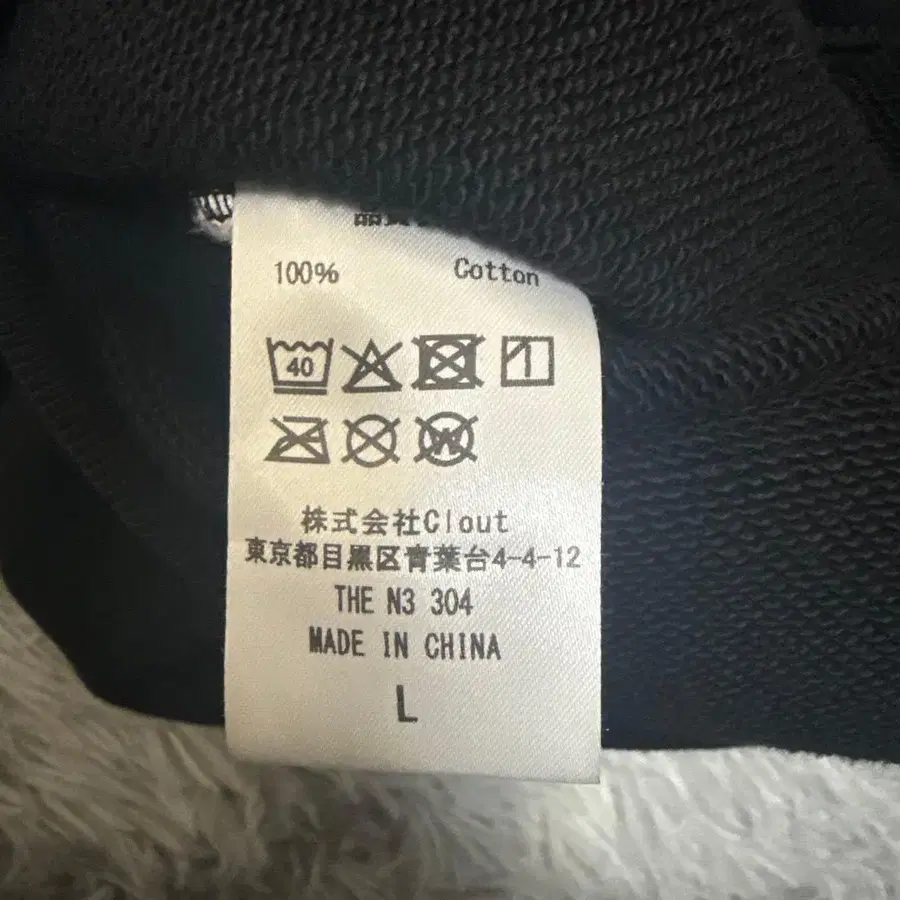 100% Cotton
40
W
株式会社Clout
東京都目黒区青葉台4-4-12
THE N3 304
MADE IN CHINA
L